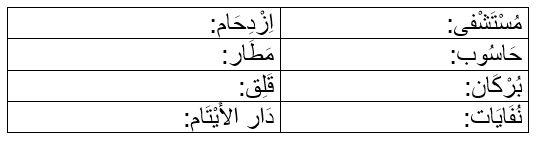 مُسْتَشْفى: اِزْدِحَام:
حَاسُوب: مَطَار:
بُرْكَان: قَلِق:
نُفَايَات: دَار الأَيْتَام: